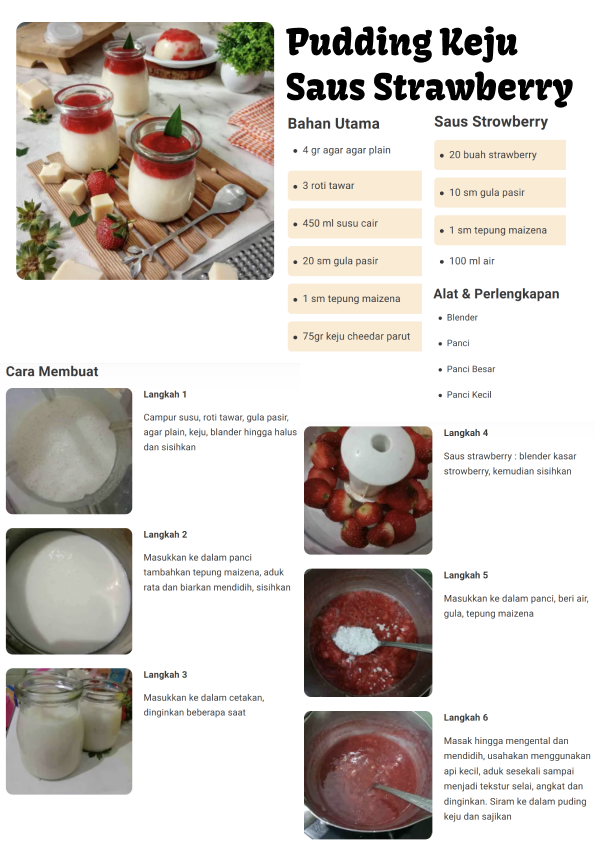 Pudding Keju
Saus Strawberry
Bahan Utama
• 4 gr agar agar plain
• 3 roti tawar
• 450 ml susu cair
• 20 sm gula pasir
• 1 sm tepung maizena
• 75gr keju cheedar parut
Saus Strowberry
• 20 buah strawberry
• 10 sm gula pasir
• 1 sm tepung maizena
• 100 ml air
Alat & Perlengkapan
• Blender
• Panci
• Panci Besar
• Panci Kecil
Cara Membuat
Langkah 1
Campur susu, roti tawar, gula pasir,
agar plain, keju, blander hingga halus
dan sisihkan
Langkah 2
Masukkan ke dalam panci
tambahkan tepung maizena, aduk
rata dan biarkan mendidih, sisihkan
Langkah 3
Masukkan ke dalam cetakan,
dinginkan beberapa saat
Langkah 4
Saus strawberry : blender kasar
strowberry, kemudian sisihkan
Langkah 5
Masukkan ke dalam panci, beri air,
gula, tepung maizena
Langkah 6
Masak hingga mengental dan
mendidih, usahakan menggunakan
api kecil, aduk sesekali sampai
menjadi tekstur selai, angkat dan
dinginkan. Siram ke dalam puding
keju dan sajikan